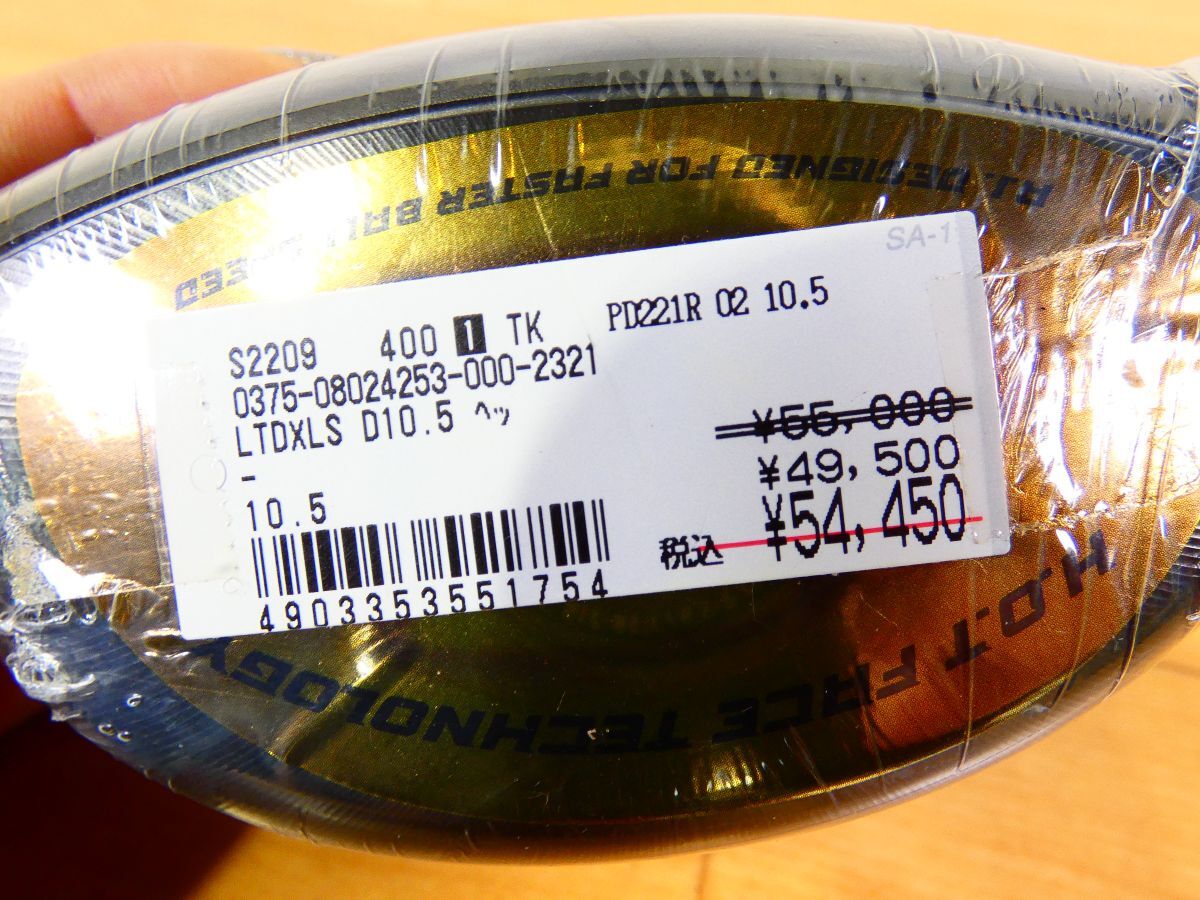 SA-1
S2209 400 1 TK PD221R 02 10.5
0375-08024253-000-2321
LTDXLS D10.5 ヘッ
-
10.5
4903353551754
¥55,000
¥49,500
税込 ¥54,450
H.O.T FACE TECHNOLOGY
DESIGNED FOR FASTER BALL SPEED